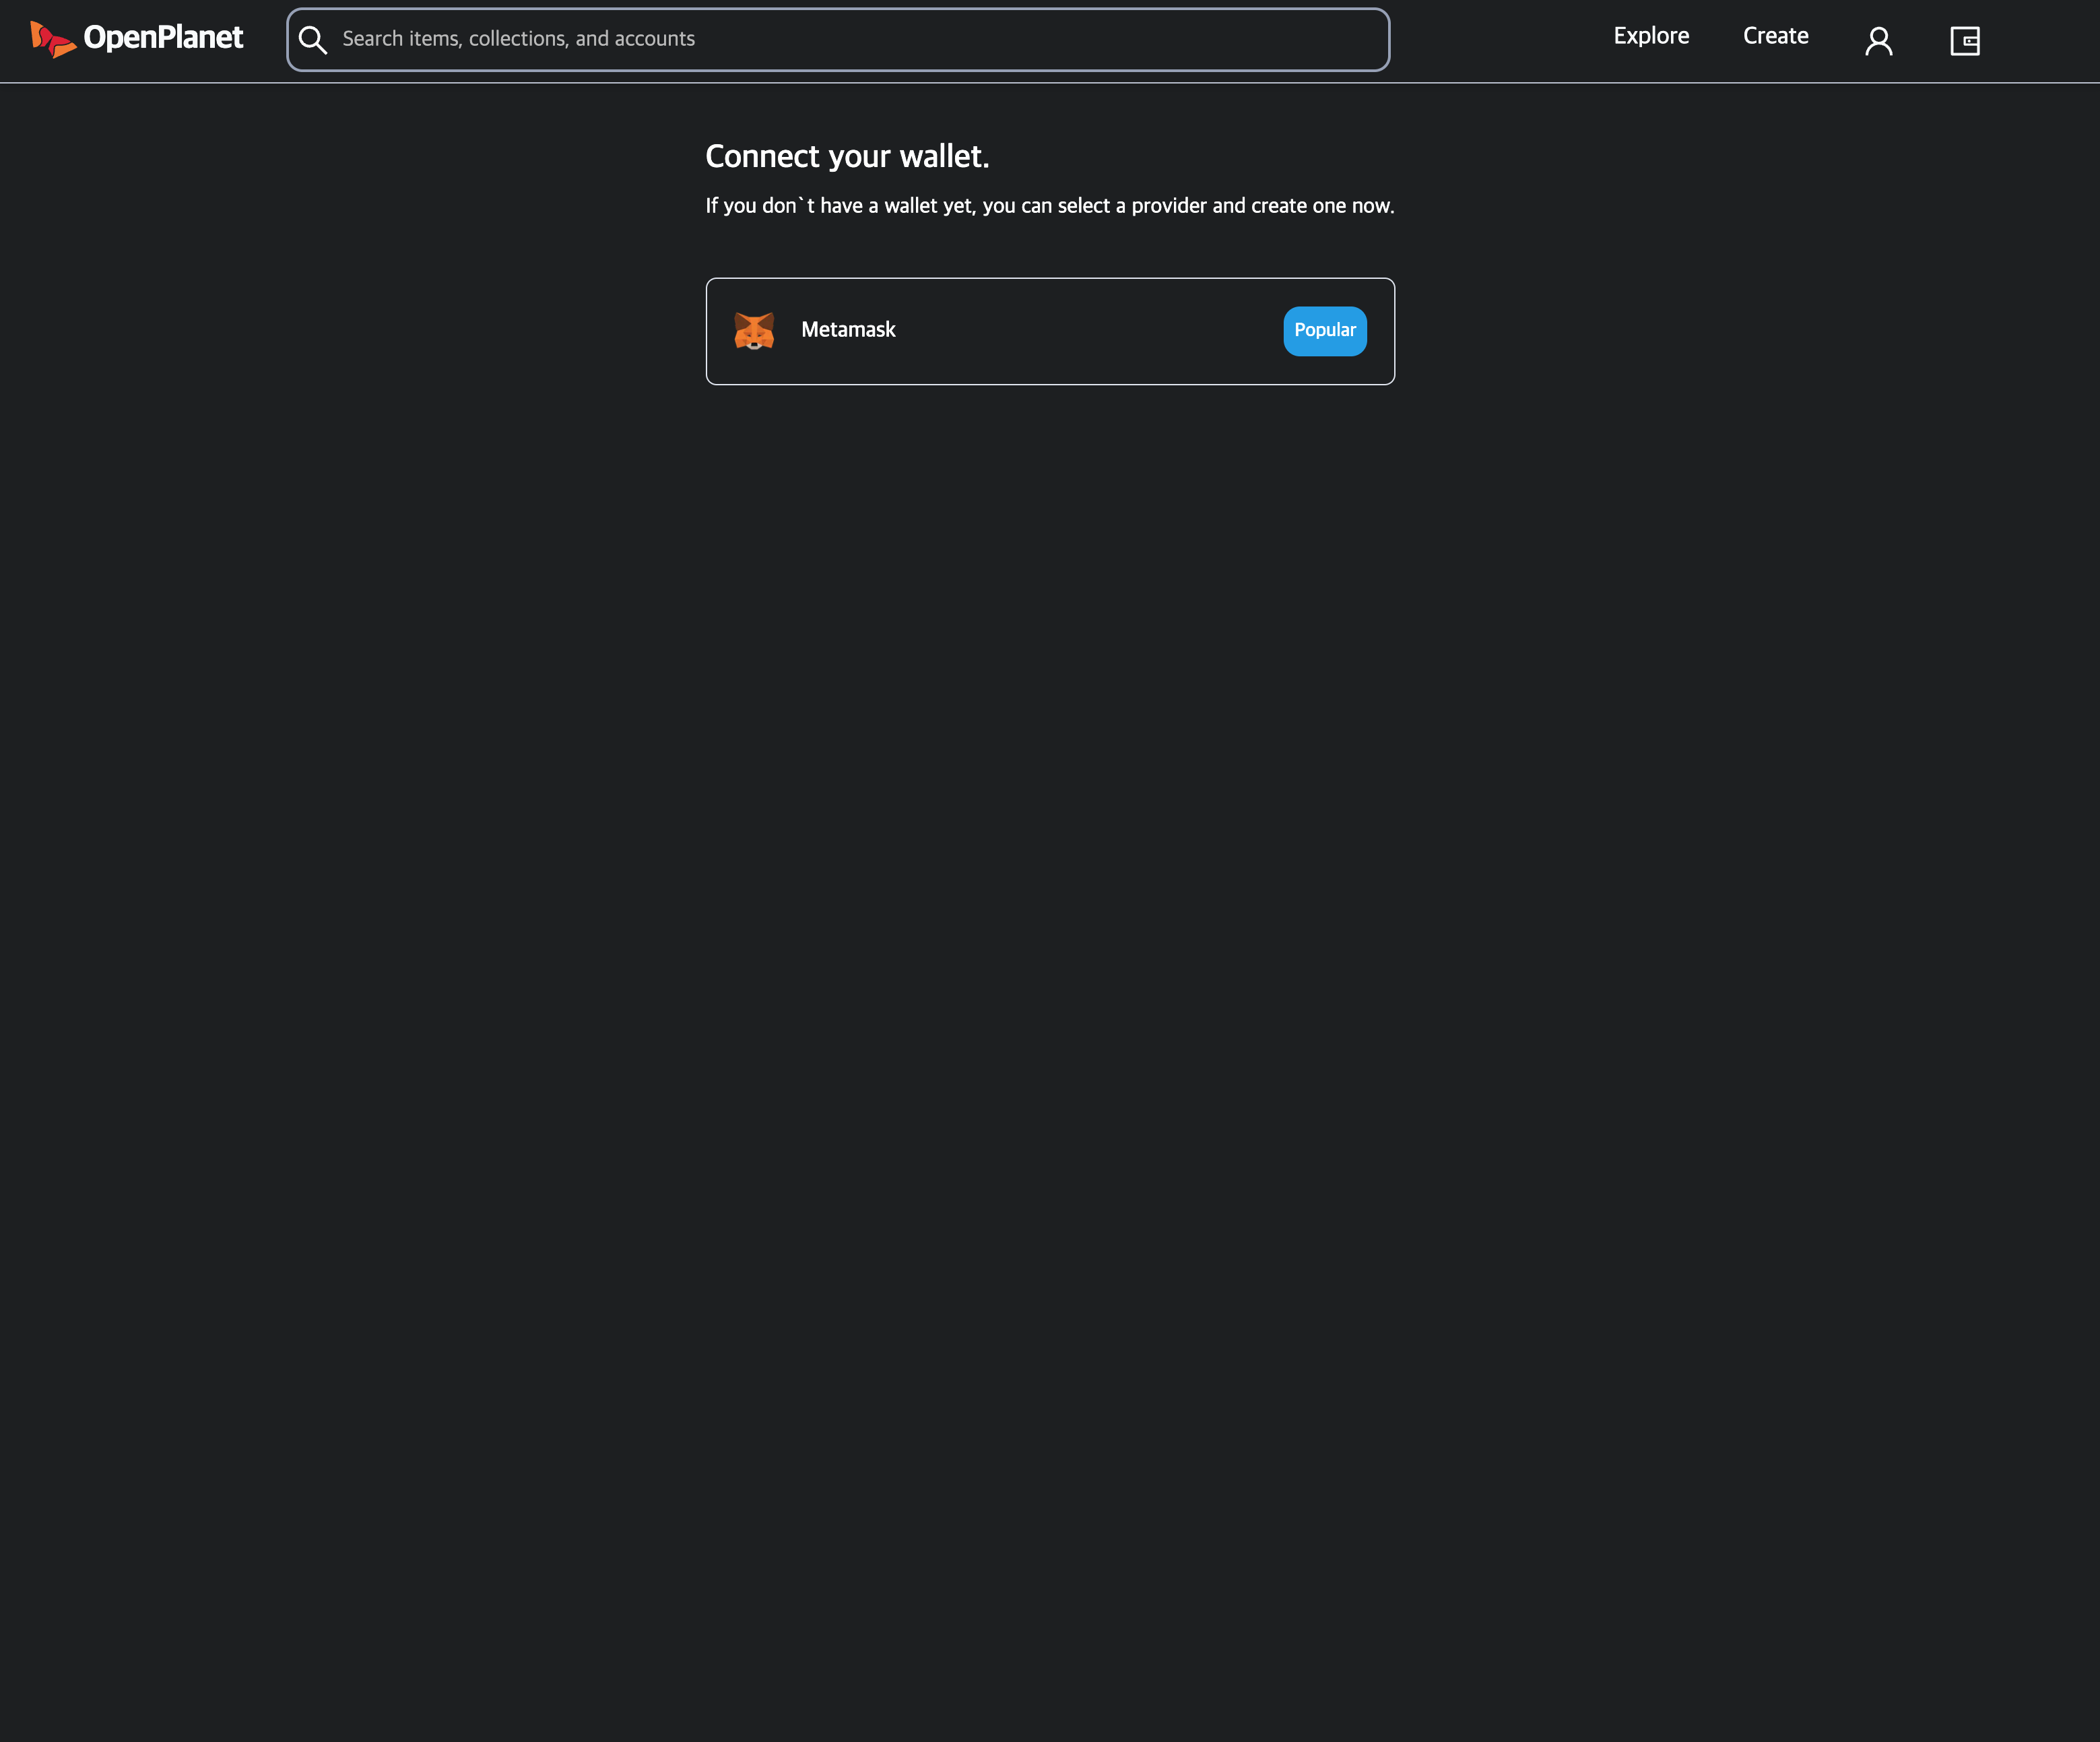 OpenPlanet
Search items, collections, and accounts
Explore
Create
Connect your wallet.
If you don`t have a wallet yet, you can select a provider and create one now.
Metamask
Popular